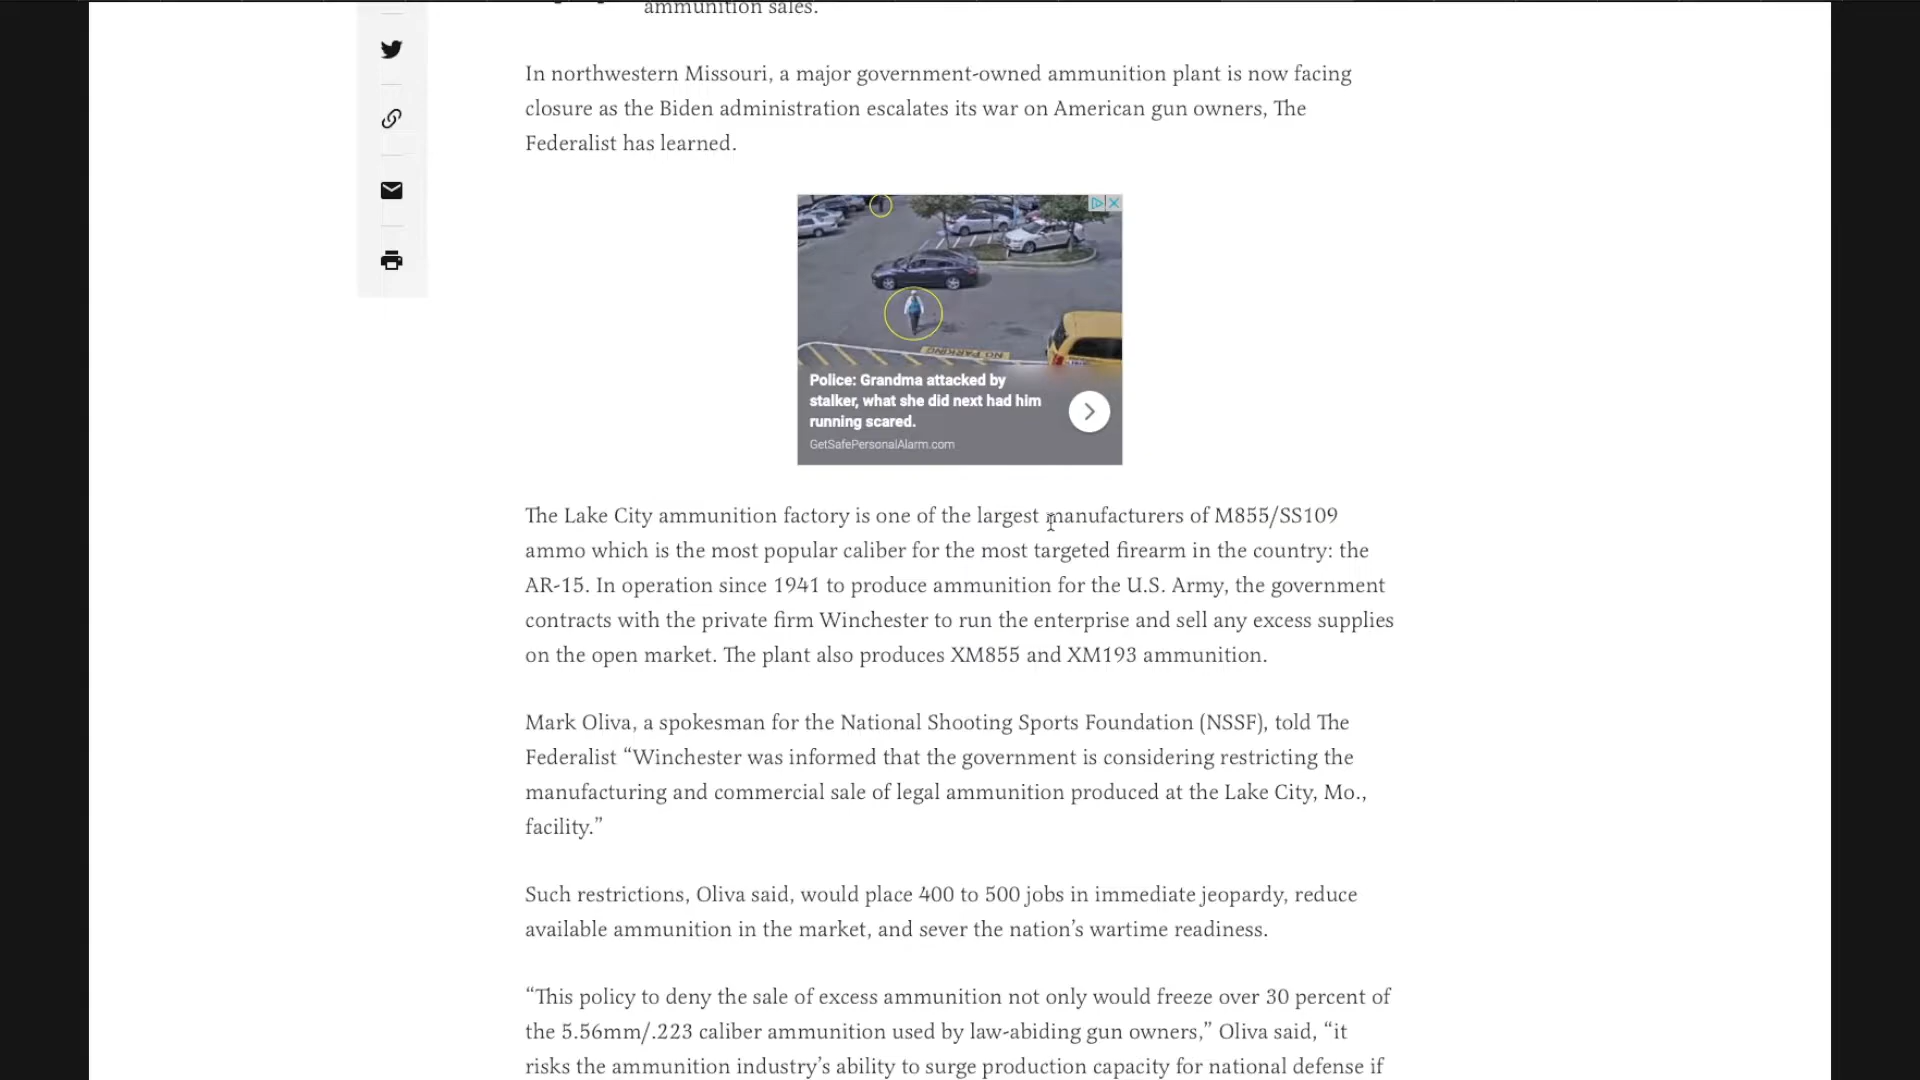 ammunition sales.
In northwestern Missouri, a major government-owned ammunition plant is now facing
closure as the Biden administration escalates its war on American gun owners, The
Federalist has learned.
NO PARKING
Police: Grandma attacked by
stalker, what she did next had him
running scared.
GetSafePersonalAlarm.com
The Lake City ammunition factory is one of the largest manufacturers of M855/SS109
ammo which is the most popular caliber for the most targeted firearm in the country: the
AR-15. In operation since 1941 to produce ammunition for the U.S. Army, the government
contracts with the private firm Winchester to run the enterprise and sell any excess supplies
on the open market. The plant also produces XM855 and XM193 ammunition.
Mark Oliva, a spokesman for the National Shooting Sports Foundation (NSSF), told The
Federalist “Winchester was informed that the government is considering restricting the
manufacturing and commercial sale of legal ammunition produced at the Lake City, Mo.,
facility.”
Such restrictions, Oliva said, would place 400 to 500 jobs in immediate jeopardy, reduce
available ammunition in the market, and sever the nation’s wartime readiness.
“This policy to deny the sale of excess ammunition not only would freeze over 30 percent of
the 5.56mm/.223 caliber ammunition used by law-abiding gun owners,” Oliva said, “it
risks the ammunition industry’s ability to surge production capacity for national defense if